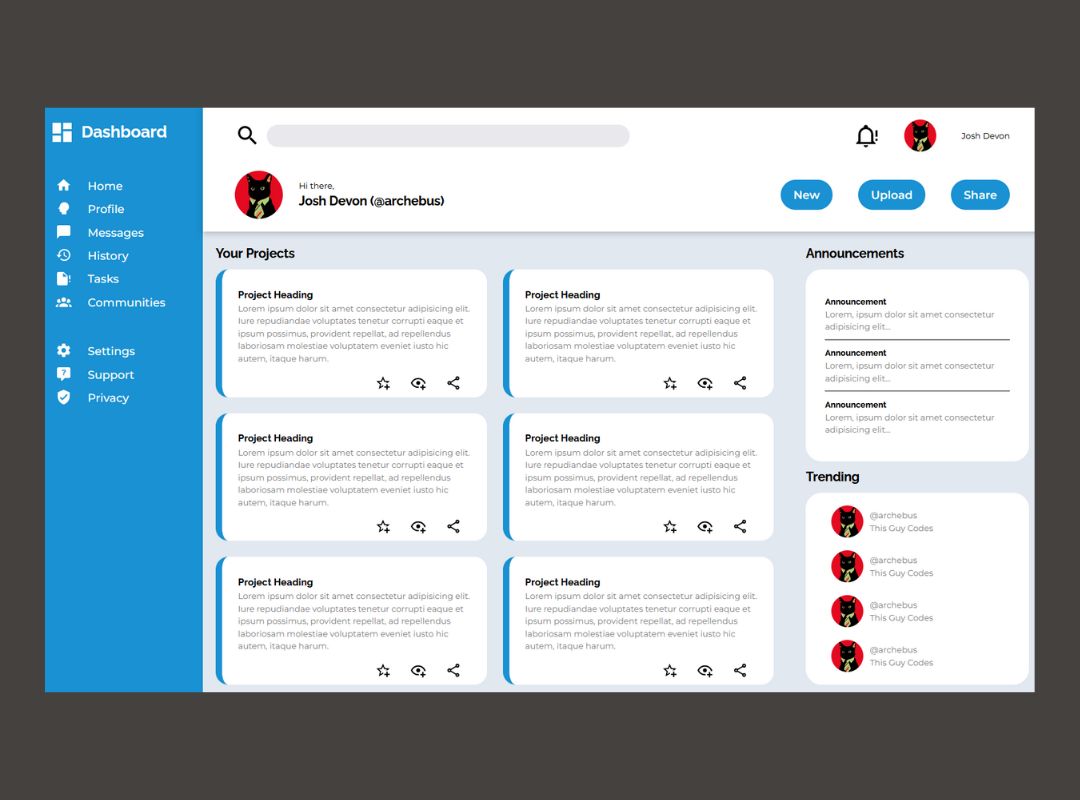 Dashboard
Home
Profile
Messages
History
Tasks
Communities
Settings
Support
Privacy
Josh Devon
Hi there,
Josh Devon (@archebus)
New
Upload
Share
Your Projects
Project Heading
Lorem ipsum dolor sit amet consectetur adipisicing elit.
Iure repudiandae voluptates tenetur corrupti eaque et
ipsum possimus, provident repellat, ad repellendus
laboriosam molestiae voluptatem eveniet iusto hic
autem, itaque harum.
Project Heading
Lorem ipsum dolor sit amet consectetur adipisicing elit.
Iure repudiandae voluptates tenetur corrupti eaque et
ipsum possimus, provident repellat, ad repellendus
laboriosam molestiae voluptatem eveniet iusto hic
autem, itaque harum.
Project Heading
Lorem ipsum dolor sit amet consectetur adipisicing elit.
Iure repudiandae voluptates tenetur corrupti eaque et
ipsum possimus, provident repellat, ad repellendus
laboriosam molestiae voluptatem eveniet iusto hic
autem, itaque harum.
Project Heading
Lorem ipsum dolor sit amet consectetur adipisicing elit.
Iure repudiandae voluptates tenetur corrupti eaque et
ipsum possimus, provident repellat, ad repellendus
laboriosam molestiae voluptatem eveniet iusto hic
autem, itaque harum.
Project Heading
Lorem ipsum dolor sit amet consectetur adipisicing elit.
Iure repudiandae voluptates tenetur corrupti eaque et
ipsum possimus, provident repellat, ad repellendus
laboriosam molestiae voluptatem eveniet iusto hic
autem, itaque harum.
Project Heading
Lorem ipsum dolor sit amet consectetur adipisicing elit.
Iure repudiandae voluptates tenetur corrupti eaque et
ipsum possimus, provident repellat, ad repellendus
laboriosam molestiae voluptatem eveniet iusto hic
autem, itaque harum.
Announcements
Announcement
Lorem, ipsum dolor sit amet consectetur
adipisicing elit...
Announcement
Lorem, ipsum dolor sit amet consectetur
adipisicing elit...
Announcement
Lorem, ipsum dolor sit amet consectetur
adipisicing elit...
Trending
@archebus
This Guy Codes
@archebus
This Guy Codes
@archebus
This Guy Codes
@archebus
This Guy Codes